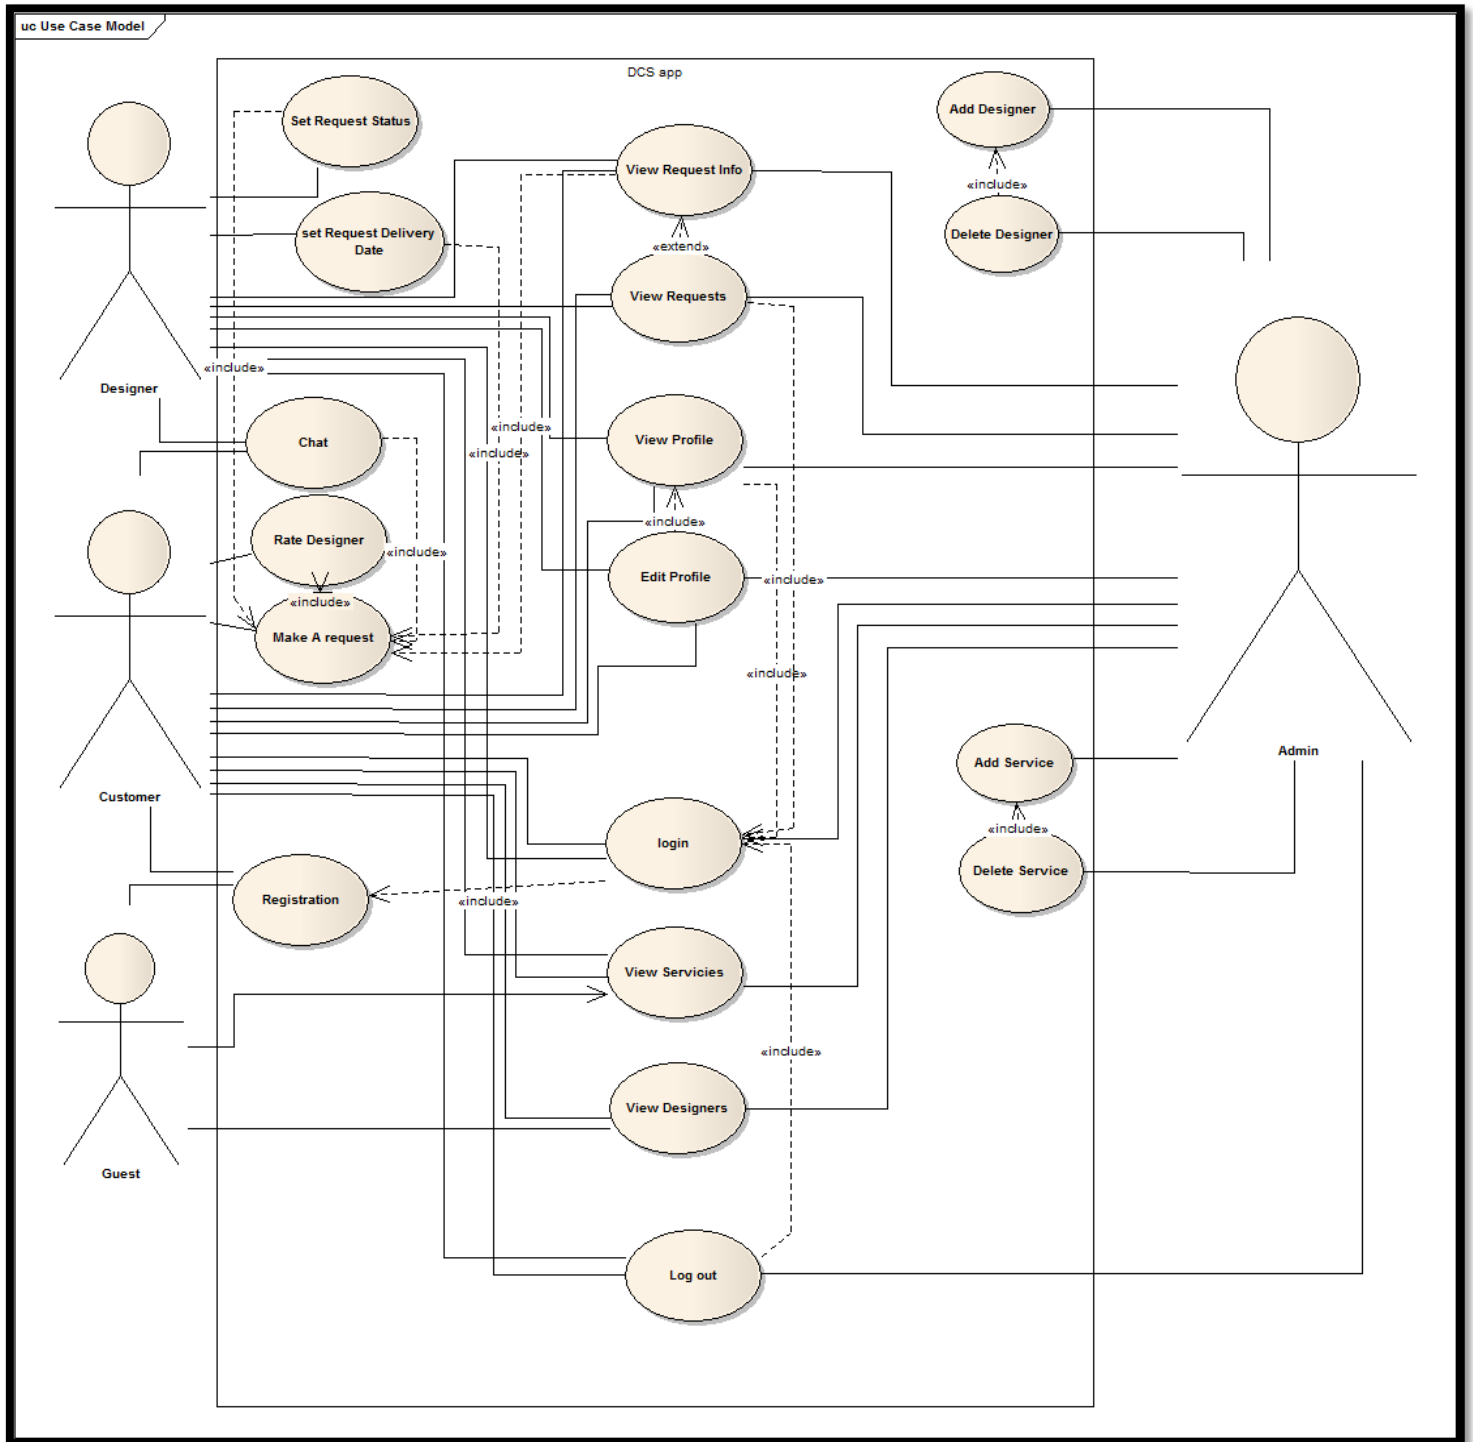 uc Use Case Model
DCS app
Set Request Status
Add Designer
View Request Info
«include»
set Request Delivery
Date
Delete Designer
«extend»
View Requests
«include»
Designer
«include»
Chat
View Profile
«include»
«include»
Rate Designer
«include»
Edit Profile
«include»
«include»
Make A request
«include»
Admin
Add Service
Customer
«include»
login
Delete Service
Registration
«include»
View Servicies
«include»
View Designers
Guest
Log out